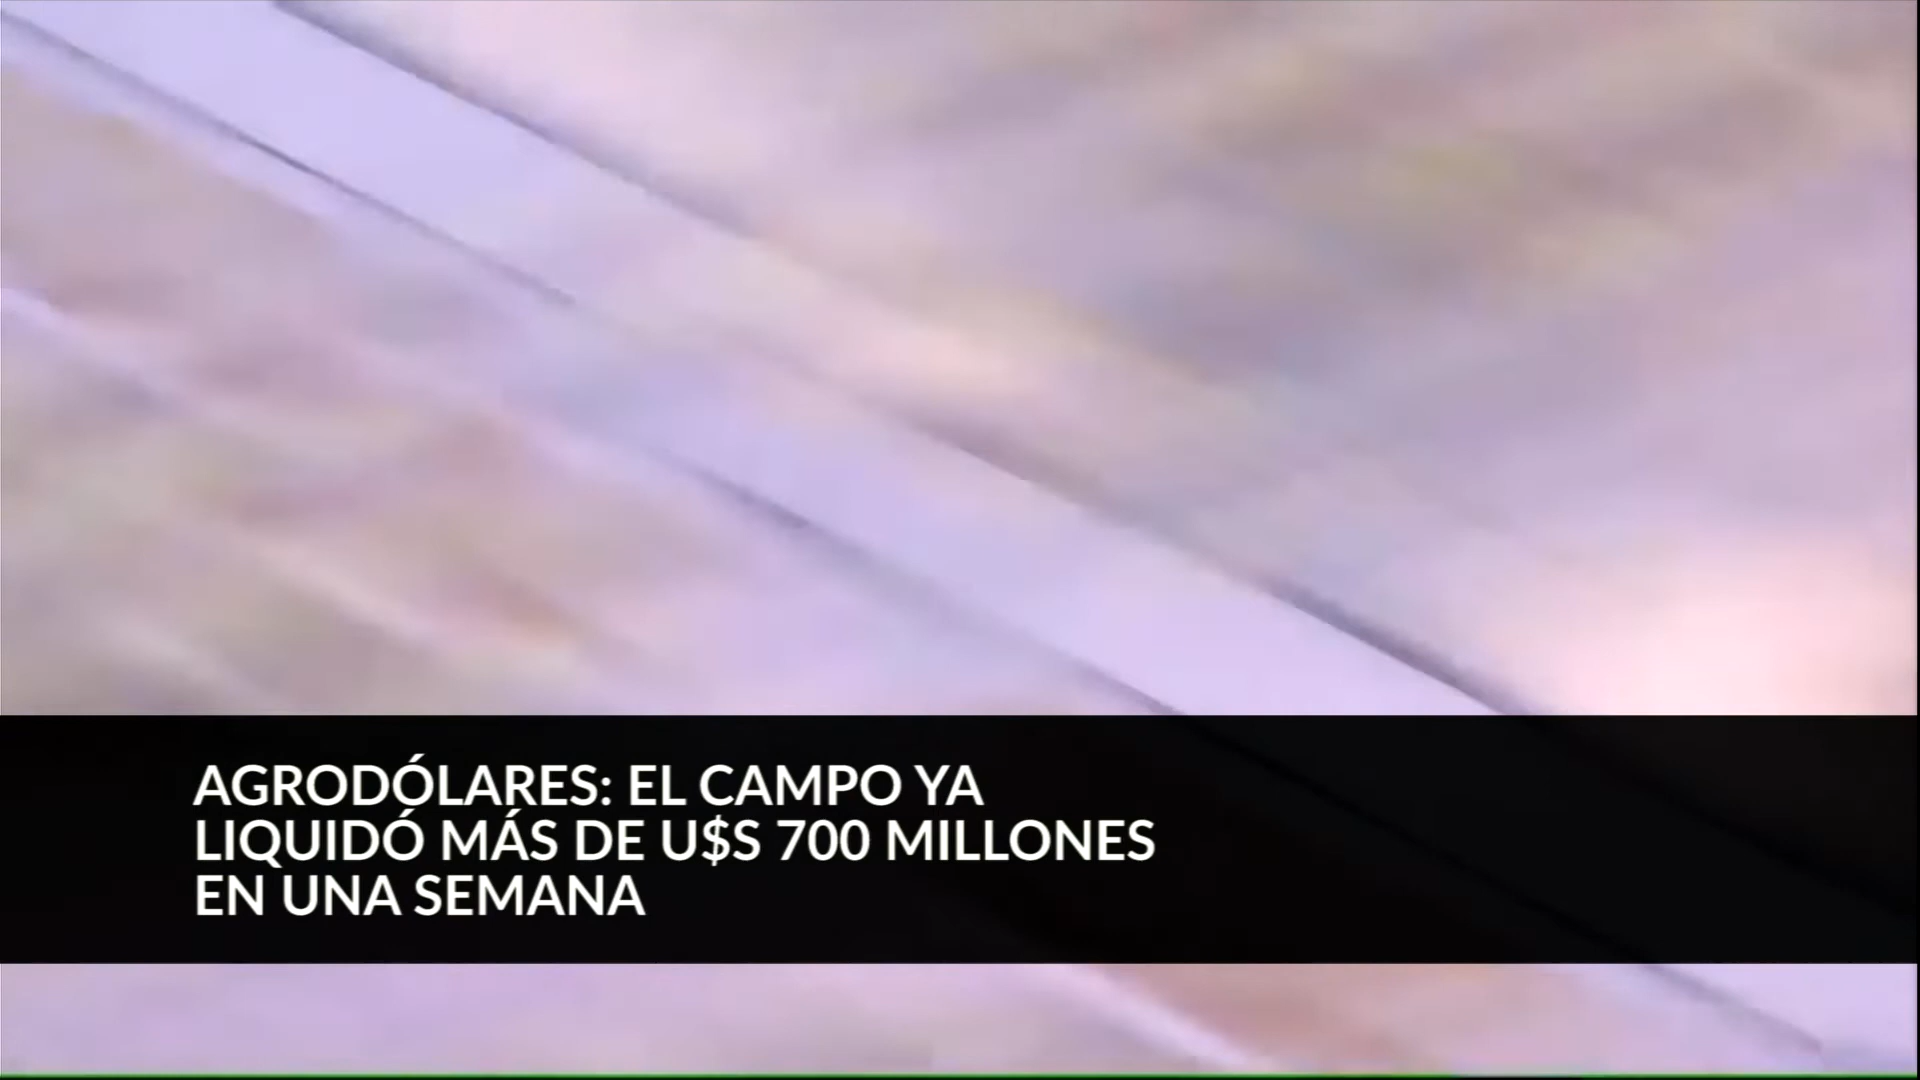 AGRODÓLARES: EL CAMPO YA
LIQUIDÓ MÁS DE U$S 700 MILLONES
EN UNA SEMANA